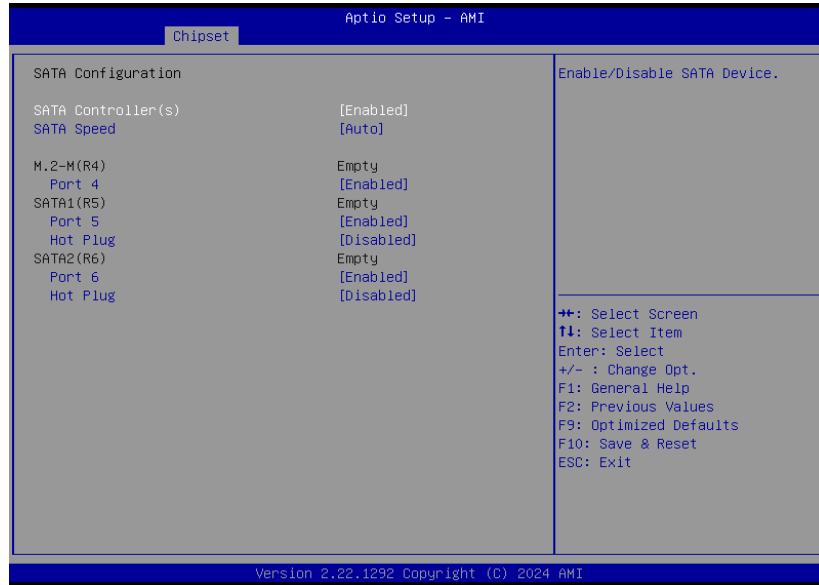 Aptio Setup – AMI
Chipset
SATA Configuration
SATA Controller(s) [Enabled]
SATA Speed [Auto]
M.2-M(R4) Empty
Port 4 [Enabled]
SATA1(R5) Empty
Port 5 [Enabled]
Hot Plug [Disabled]
SATA2(R6) Empty
Port 6 [Enabled]
Hot Plug [Disabled]
Enable/Disable SATA Device.
→←: Select Screen
↑↓: Select Item
Enter: Select
+/- : Change Opt.
F1: General Help
F2: Previous Values
F9: Optimized Defaults
F10: Save & Reset
ESC: Exit
Version 2.22.1292 Copyright (C) 2024 AMI